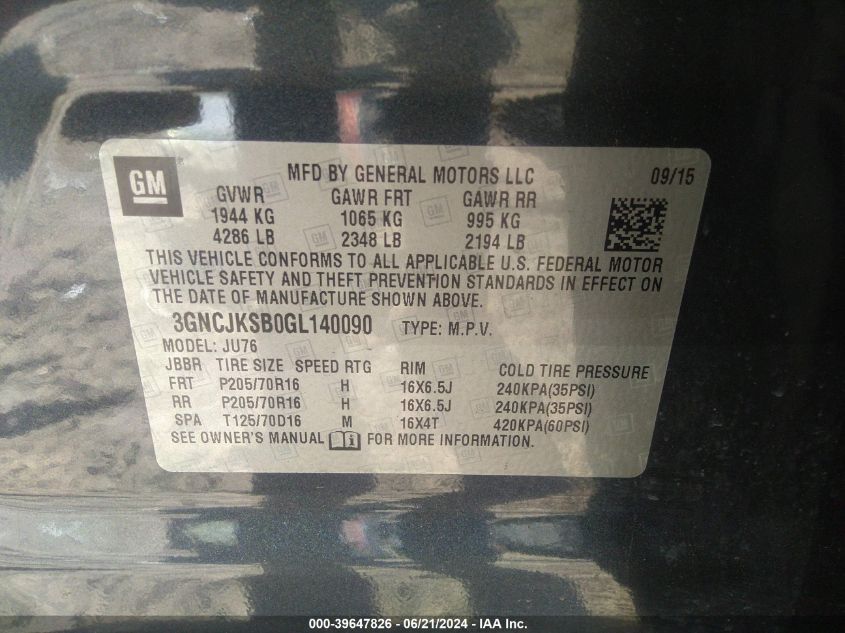 GM
MFD BY GENERAL MOTORS LLC 09/15
GVWR GAWR FRT GAWR RR
1944 KG 1065 KG 995 KG
4286 LB 2348 LB 2194 LB
THIS VEHICLE CONFORMS TO ALL APPLICABLE U.S. FEDERAL MOTOR
VEHICLE SAFETY AND THEFT PREVENTION STANDARDS IN EFFECT ON
THE DATE OF MANUFACTURE SHOWN ABOVE.
3GNCJKSB0GL140090 TYPE: M.P.V.
MODEL: JU76
JBBR TIRE SIZE SPEED RTG RIM COLD TIRE PRESSURE
FRT P205/70R16 H 16X6.5J 240KPA(35PSI)
RR P205/70R16 H 16X6.5J 240KPA(35PSI)
SPA T125/70D16 M 16X4T 420KPA(60PSI)
SEE OWNER'S MANUAL FOR MORE INFORMATION.
000-39647826 - 06/21/2024 - IAA Inc.